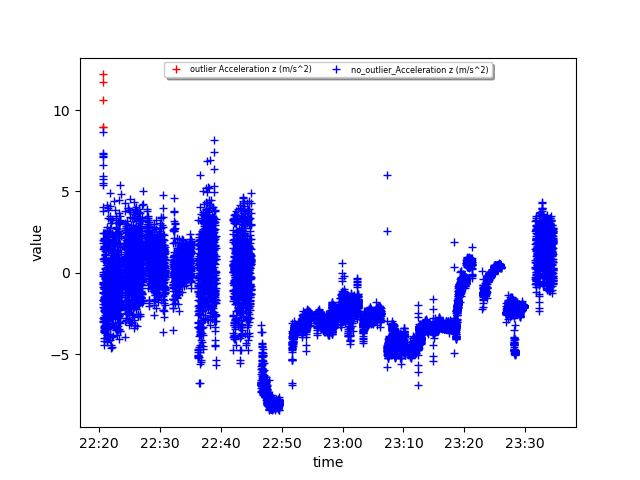 outlier Acceleration z (m/s^2) no_outlier_Acceleration z (m/s^2)
10
5
0
−5
value
22:20 22:30 22:40 22:50 23:00 23:10 23:20 23:30
time